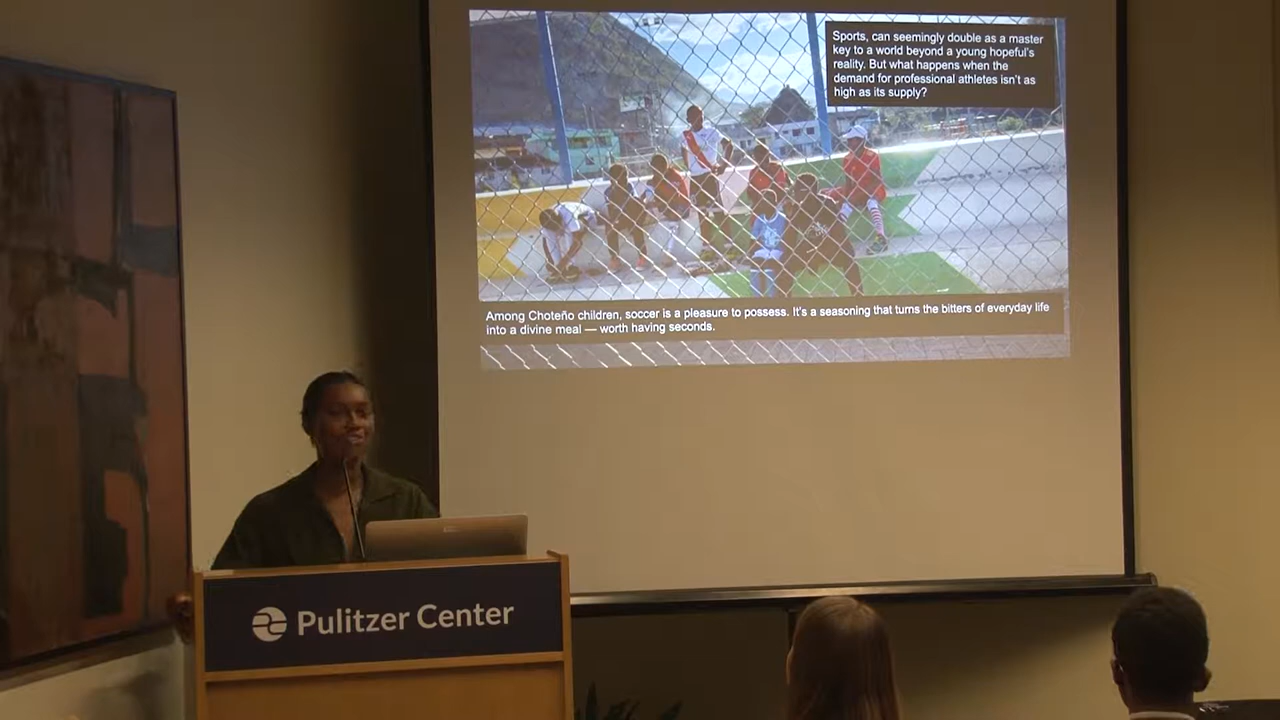 Sports, can seemingly double as a master
key to a world beyond a young hopeful's
reality. But what happens when the
demand for professional athletes isn't as
high as its supply?
Among Choteño children, soccer is a pleasure to possess. It's a seasoning that turns the bitters of everyday life
into a divine meal — worth having seconds.
Pulitzer Center